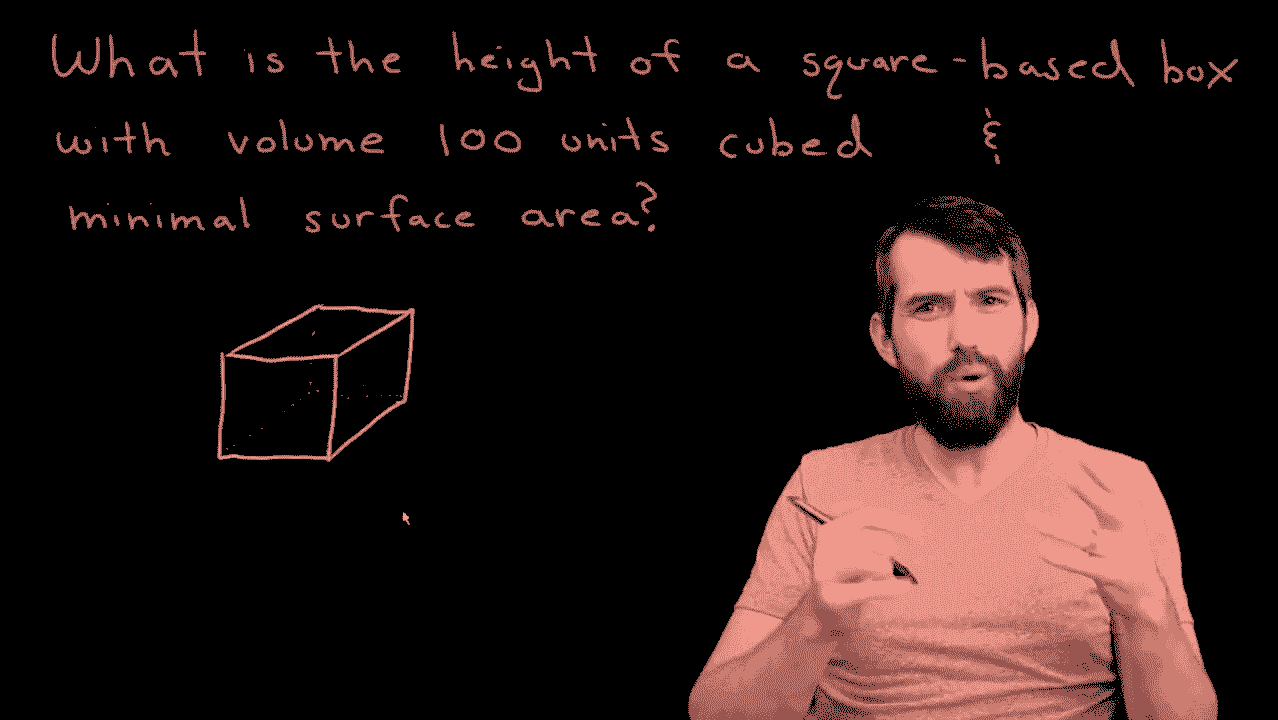 What is the height of a square-based box
with volume 100 units cubed &
minimal surface area?